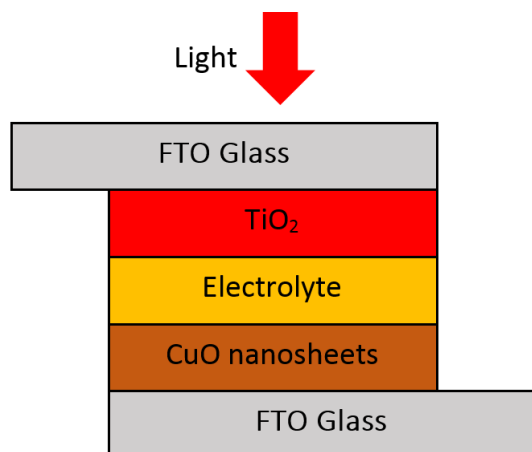 Light
FTO Glass
TiO₂
Electrolyte
CuO nanosheets
FTO Glass